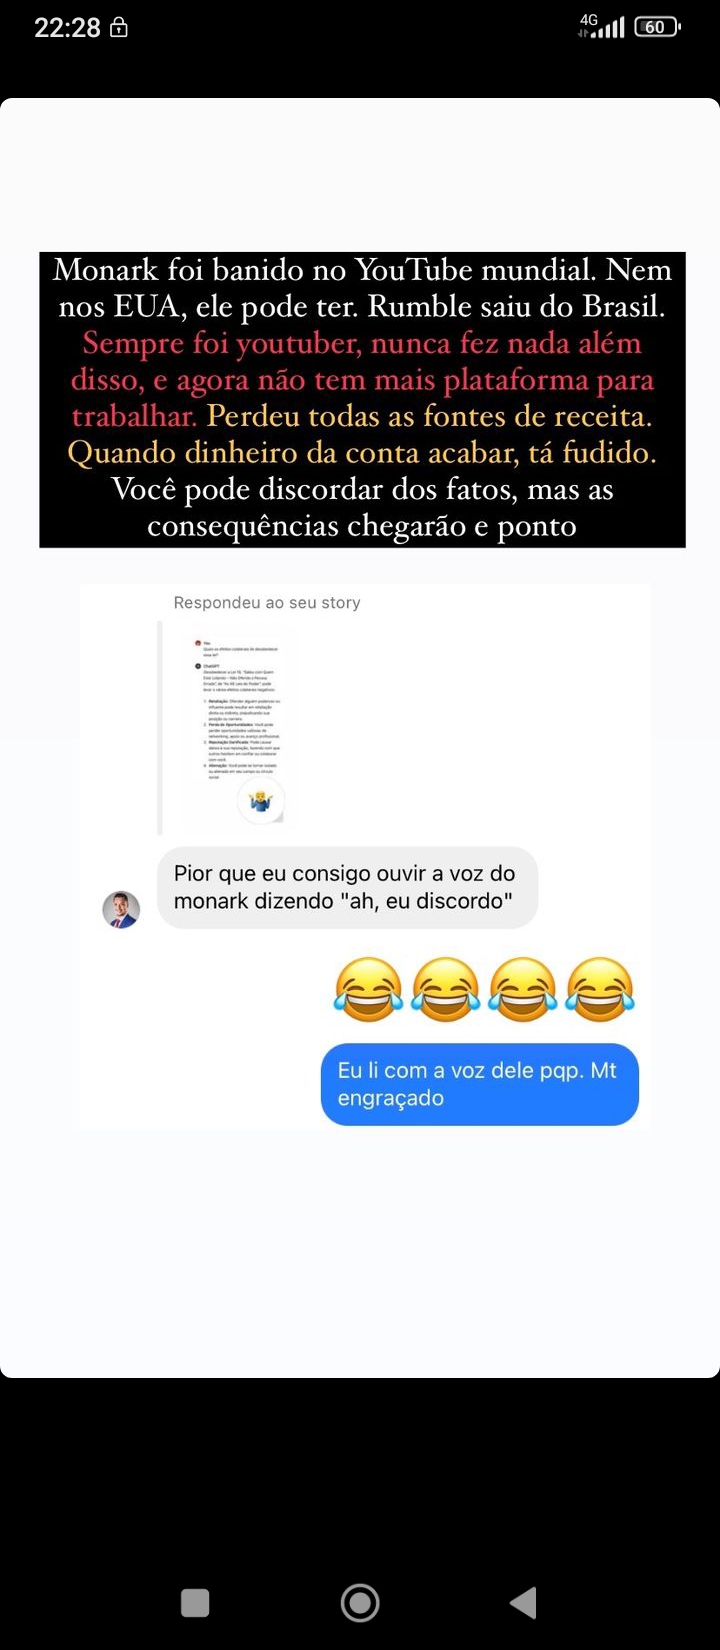 22:28
4G
60
Monark foi banido no YouTube mundial. Nem
nos EUA, ele pode ter. Rumble saiu do Brasil.
Sempre foi youtuber, nunca fez nada além
disso, e agora não tem mais plataforma para
trabalhar. Perdeu todas as fontes de receita.
Quando dinheiro da conta acabar, tá fudido.
Você pode discordar dos fatos, mas as
consequências chegarão e ponto
Respondeu ao seu story
You
ChatGPT
Pior que eu consigo ouvir a voz do
monark dizendo "ah, eu discordo"
Eu li com a voz dele pqp. Mt
engraçado